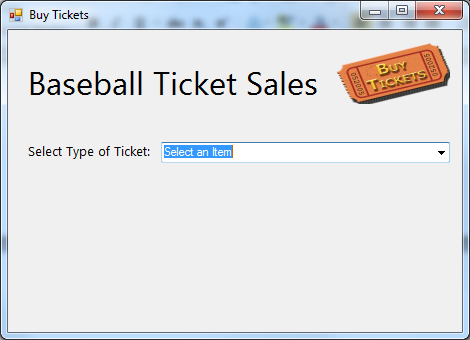 Buy Tickets
Baseball Ticket Sales
BUY
TICKETS
Select Type of Ticket: Select an Item